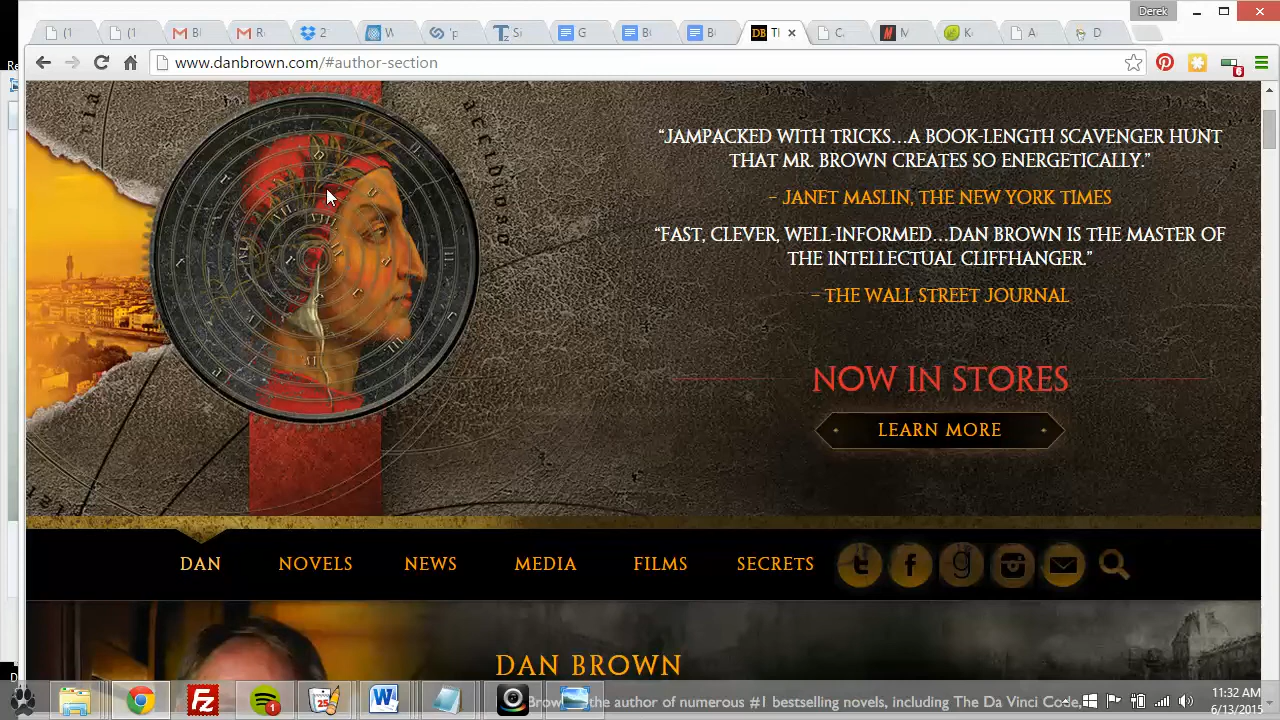 Derek
2
G
www.danbrown.com/#author-section
“JAMPACKED WITH TRICKS...A BOOK-LENGTH SCAVENGER HUNT
THAT MR. BROWN CREATES SO ENERGETICALLY.”
– JANET MASLIN, THE NEW YORK TIMES
“FAST, CLEVER, WELL-INFORMED...DAN BROWN IS THE MASTER OF
THE INTELLECTUAL CLIFFHANGER.”
– THE WALL STREET JOURNAL
NOW IN STORES
LEARN MORE
DAN NOVELS NEWS MEDIA FILMS SECRETS
DAN BROWN
the author of numerous #1 bestselling novels, including The Da Vinci Code,
11:32 AM
6/13/2015